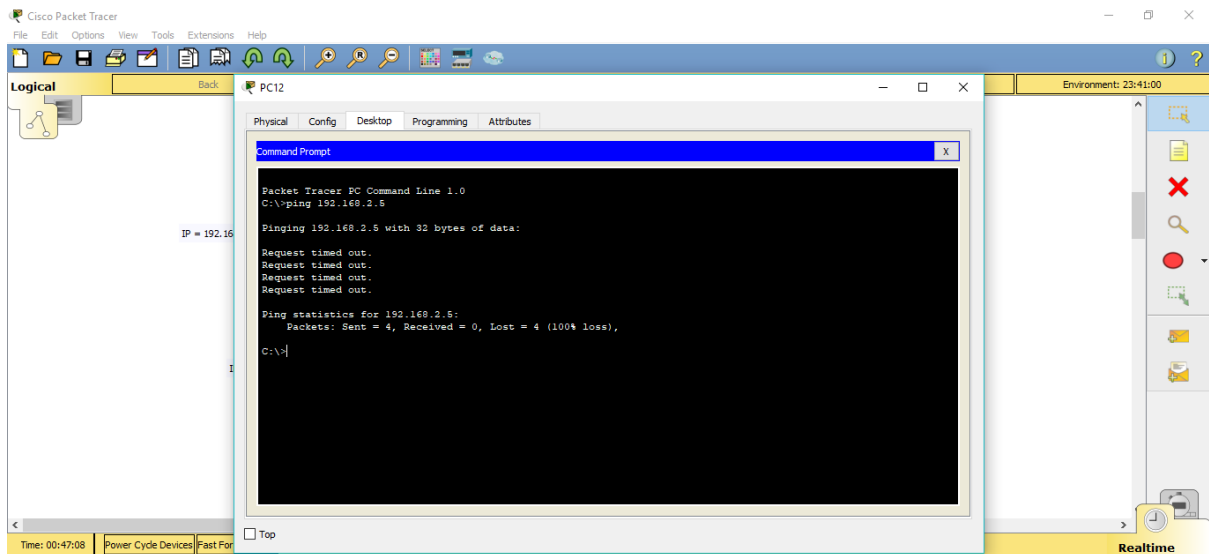 Cisco Packet Tracer
File Edit Options View Tools Extensions Help
Logical
Back
Environment: 23:41:00
PC12
Physical Config Desktop Programming Attributes
Command Prompt
X
Packet Tracer PC Command Line 1.0
C:\>ping 192.168.2.5
Pinging 192.168.2.5 with 32 bytes of data:
Request timed out.
Request timed out.
Request timed out.
Request timed out.
Ping statistics for 192.168.2.5:
Packets: Sent = 4, Received = 0, Lost = 4 (100% loss),
C:\>
IP = 192.16
I
Top
Time: 00:47:08
Power Cycle Devices
Fast For
Realtime